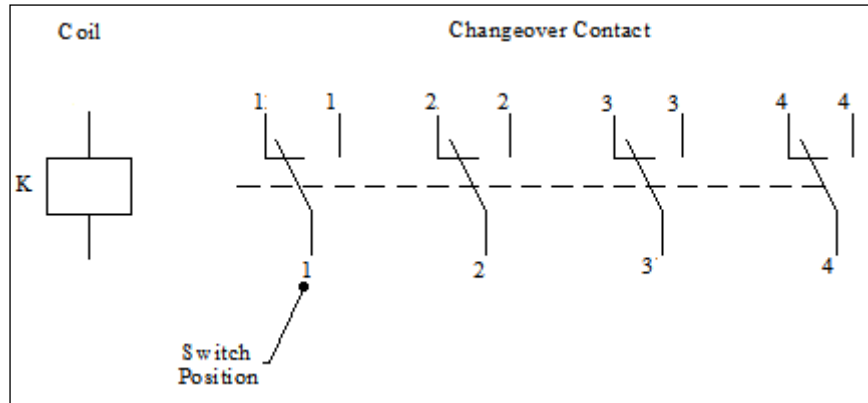 Coil
Changeover Contact
1 1 2 2 3 3 4 4
K
1 2 3 4
Switch
Position